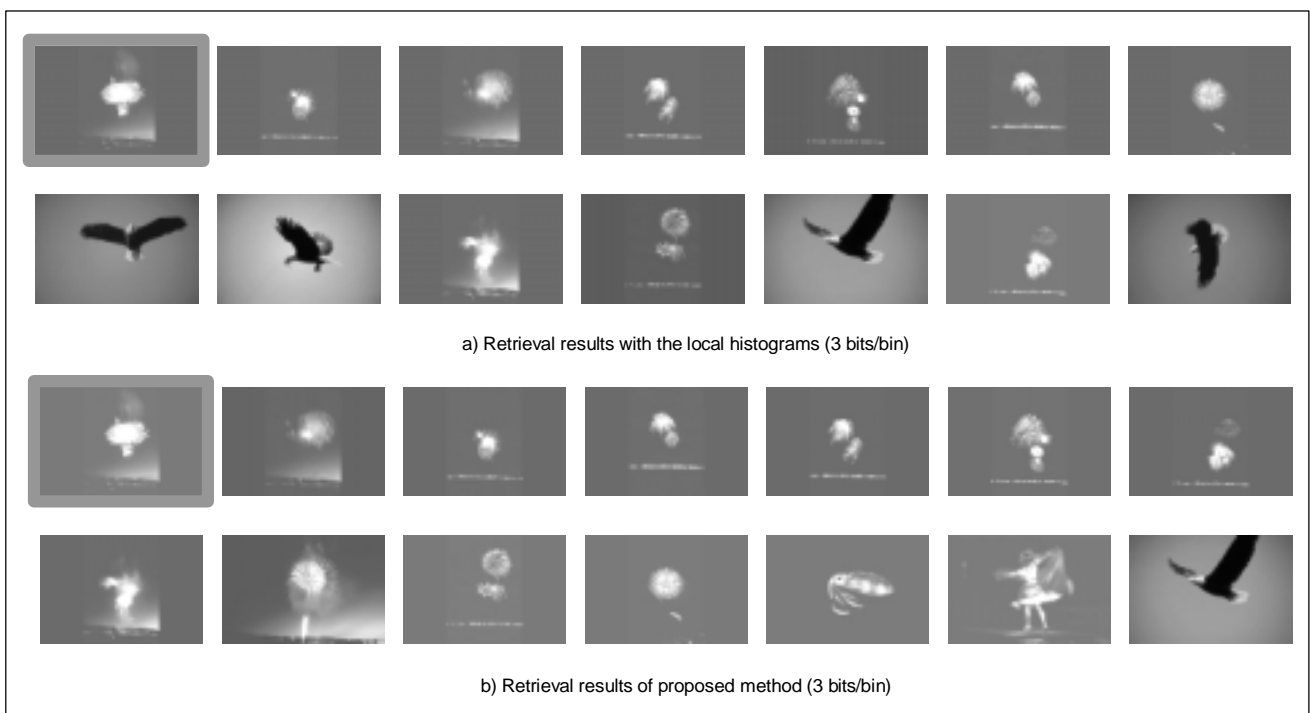 a) Retrieval results with the local histograms (3 bits/bin)
b) Retrieval results of proposed method (3 bits/bin)